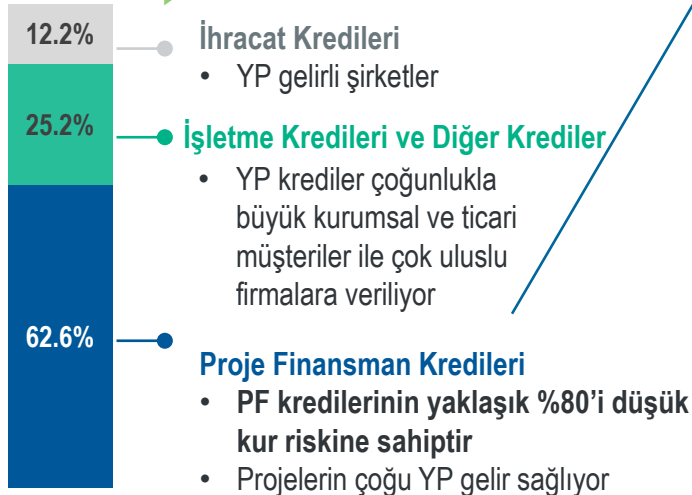 12.2%
İhracat Kredileri
• YP gelirli şirketler
25.2%
İşletme Kredileri ve Diğer Krediler
• YP krediler çoğunlukla
büyük kurumsal ve ticari
müşteriler ile çok uluslu
firmalara veriliyor
62.6%
Proje Finansman Kredileri
• PF kredilerinin yaklaşık %80’i düşük
kur riskine sahiptir
• Projelerin çoğu YP gelir sağlıyor